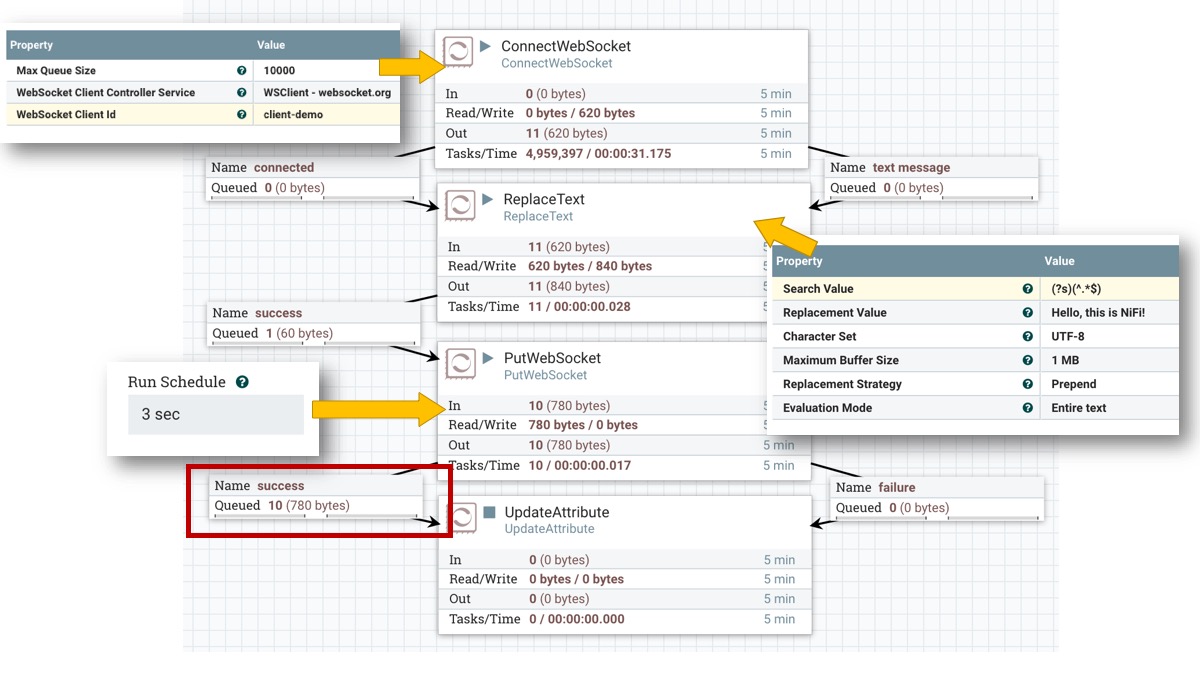 Property Value
Max Queue Size 10000
WebSocket Client Controller Service WSClient - websocket.org
WebSocket Client Id client-demo
ConnectWebSocket
ConnectWebSocket
In 0 (0 bytes) 5 min
Read/Write 0 bytes / 620 bytes 5 min
Out 11 (620 bytes) 5 min
Tasks/Time 4,959,397 / 00:00:31.175 5 min
Name connected
Queued 0 (0 bytes)
Name text message
Queued 0 (0 bytes)
ReplaceText
ReplaceText
In 11 (620 bytes) 5
Read/Write 620 bytes / 840 bytes 5
Out 11 (840 bytes) 5
Tasks/Time 11 / 00:00:00.028 5
Property Value
Search Value (?s)(^.*$)
Replacement Value Hello, this is NiFi!
Character Set UTF-8
Maximum Buffer Size 1 MB
Replacement Strategy Prepend
Evaluation Mode Entire text
Name success
Queued 1 (60 bytes)
PutWebSocket
PutWebSocket
In 10 (780 bytes) 5
Read/Write 780 bytes / 0 bytes 5
Out 10 (780 bytes) 5 min
Tasks/Time 10 / 00:00:00.017 5 min
Run Schedule
3 sec
Name success
Queued 10 (780 bytes)
Name failure
Queued 0 (0 bytes)
UpdateAttribute
UpdateAttribute
In 0 (0 bytes) 5 min
Read/Write 0 bytes / 0 bytes 5 min
Out 0 (0 bytes) 5 min
Tasks/Time 0 / 00:00:00.000 5 min